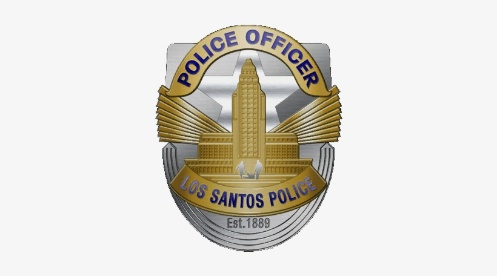 POLICE OFFICER
LOS SANTOS POLICE
Est.1889